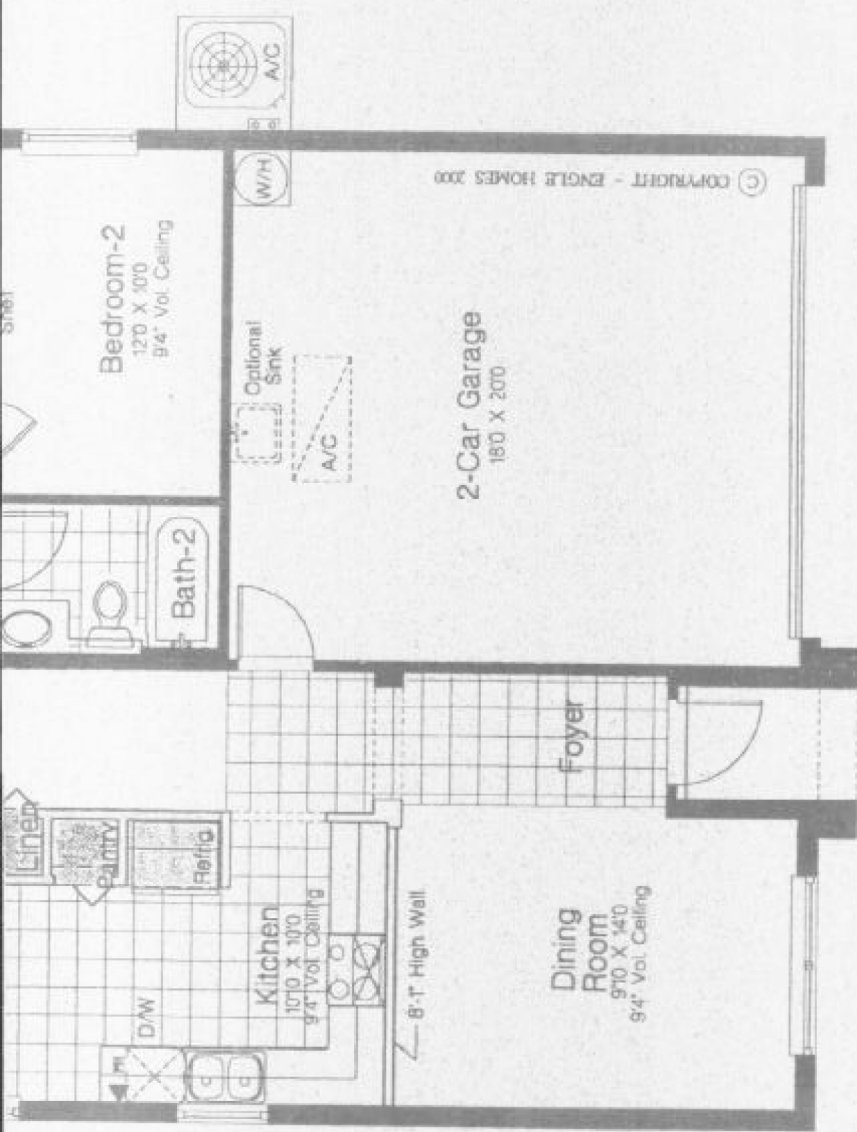 A/C
W/H
© COPYRIGHT - ENGLE HOMES 2000
Bedroom-2
12'0 X 10'0
9'4" Vol. Ceiling
Optional
Sink
A/C
2-Car Garage
18'0 X 20'0
Bath-2
Foyer
Linen
Pantry
Refrig.
Kitchen
10'10 X 10'0
9'4" Vol. Ceiling
D/W
8'-1" High Wall
Dining
Room
9'10 X 14'0
9'4" Vol. Ceiling